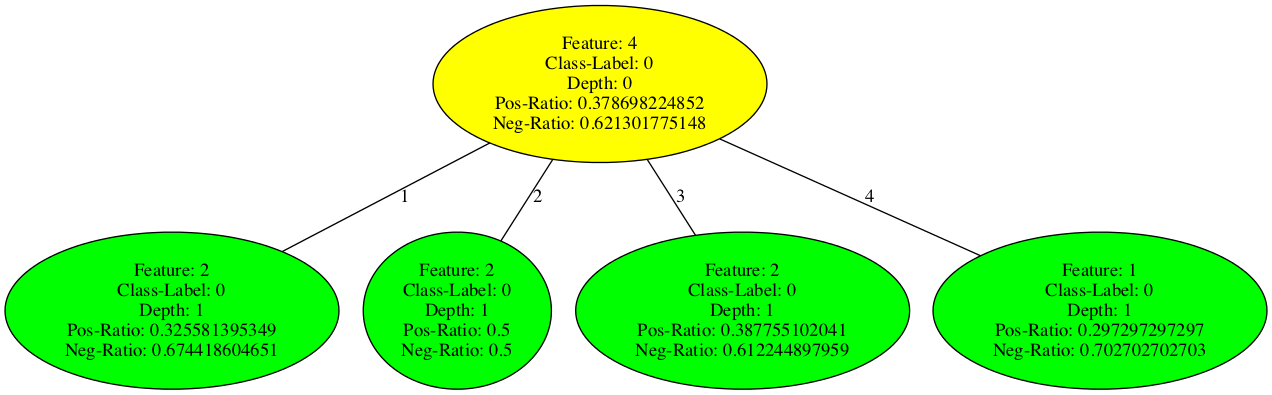 Feature: 4
Class-Label: 0
Depth: 0
Pos-Ratio: 0.378698224852
Neg-Ratio: 0.621301775148
1
2
3
4
Feature: 2
Class-Label: 0
Depth: 1
Pos-Ratio: 0.325581395349
Neg-Ratio: 0.674418604651
Feature: 2
Class-Label: 0
Depth: 1
Pos-Ratio: 0.5
Neg-Ratio: 0.5
Feature: 2
Class-Label: 0
Depth: 1
Pos-Ratio: 0.387755102041
Neg-Ratio: 0.612244897959
Feature: 1
Class-Label: 0
Depth: 1
Pos-Ratio: 0.297297297297
Neg-Ratio: 0.702702702703